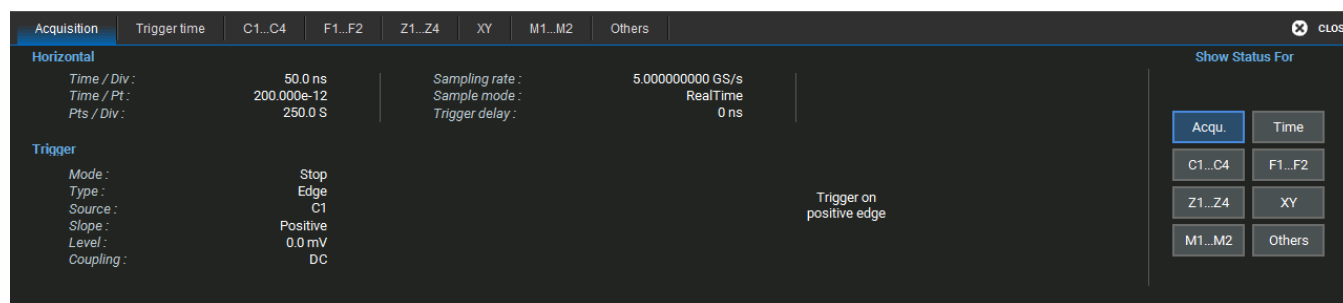 Acquisition Trigger time C1...C4 F1...F2 Z1...Z4 XY M1...M2 Others CLOS
Horizontal Show Status For
Time / Div : 50.0 ns Sampling rate : 5.000000000 GS/s
Time / Pt : 200.000e-12 Sample mode : RealTime
Pts / Div : 250.0 S Trigger delay : 0 ns
Acqu. Time
Trigger
C1...C4 F1...F2
Mode : Stop
Type : Edge
Trigger on
positive edge
Source : C1
Z1...Z4 XY
Slope : Positive
Level : 0.0 mV
M1...M2 Others
Coupling : DC